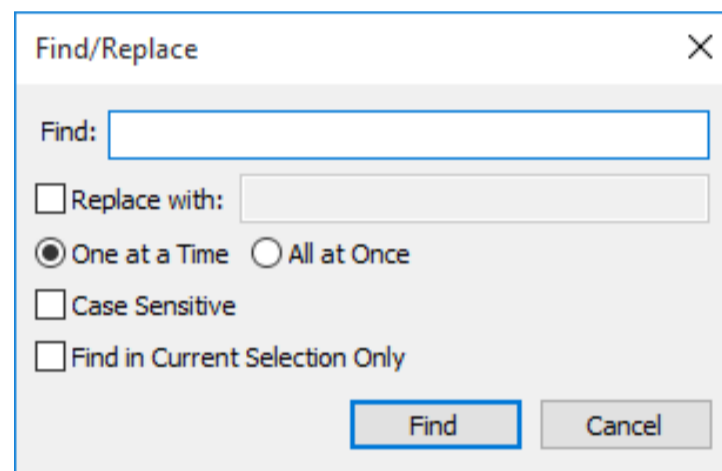 Find/Replace
Find:
Replace with:
One at a Time All at Once
Case Sensitive
Find in Current Selection Only
Find Cancel